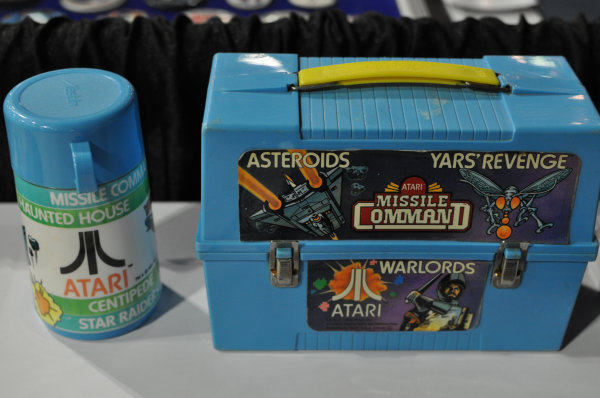 MISSILE COMM
HAUNTED HOUSE
ATARI
CENTIPEDE
STAR RAIDE
ASTEROIDS
YARS' REVENGE
ATARI
MISSILE
COMMAND
WARLORDS
ATARI